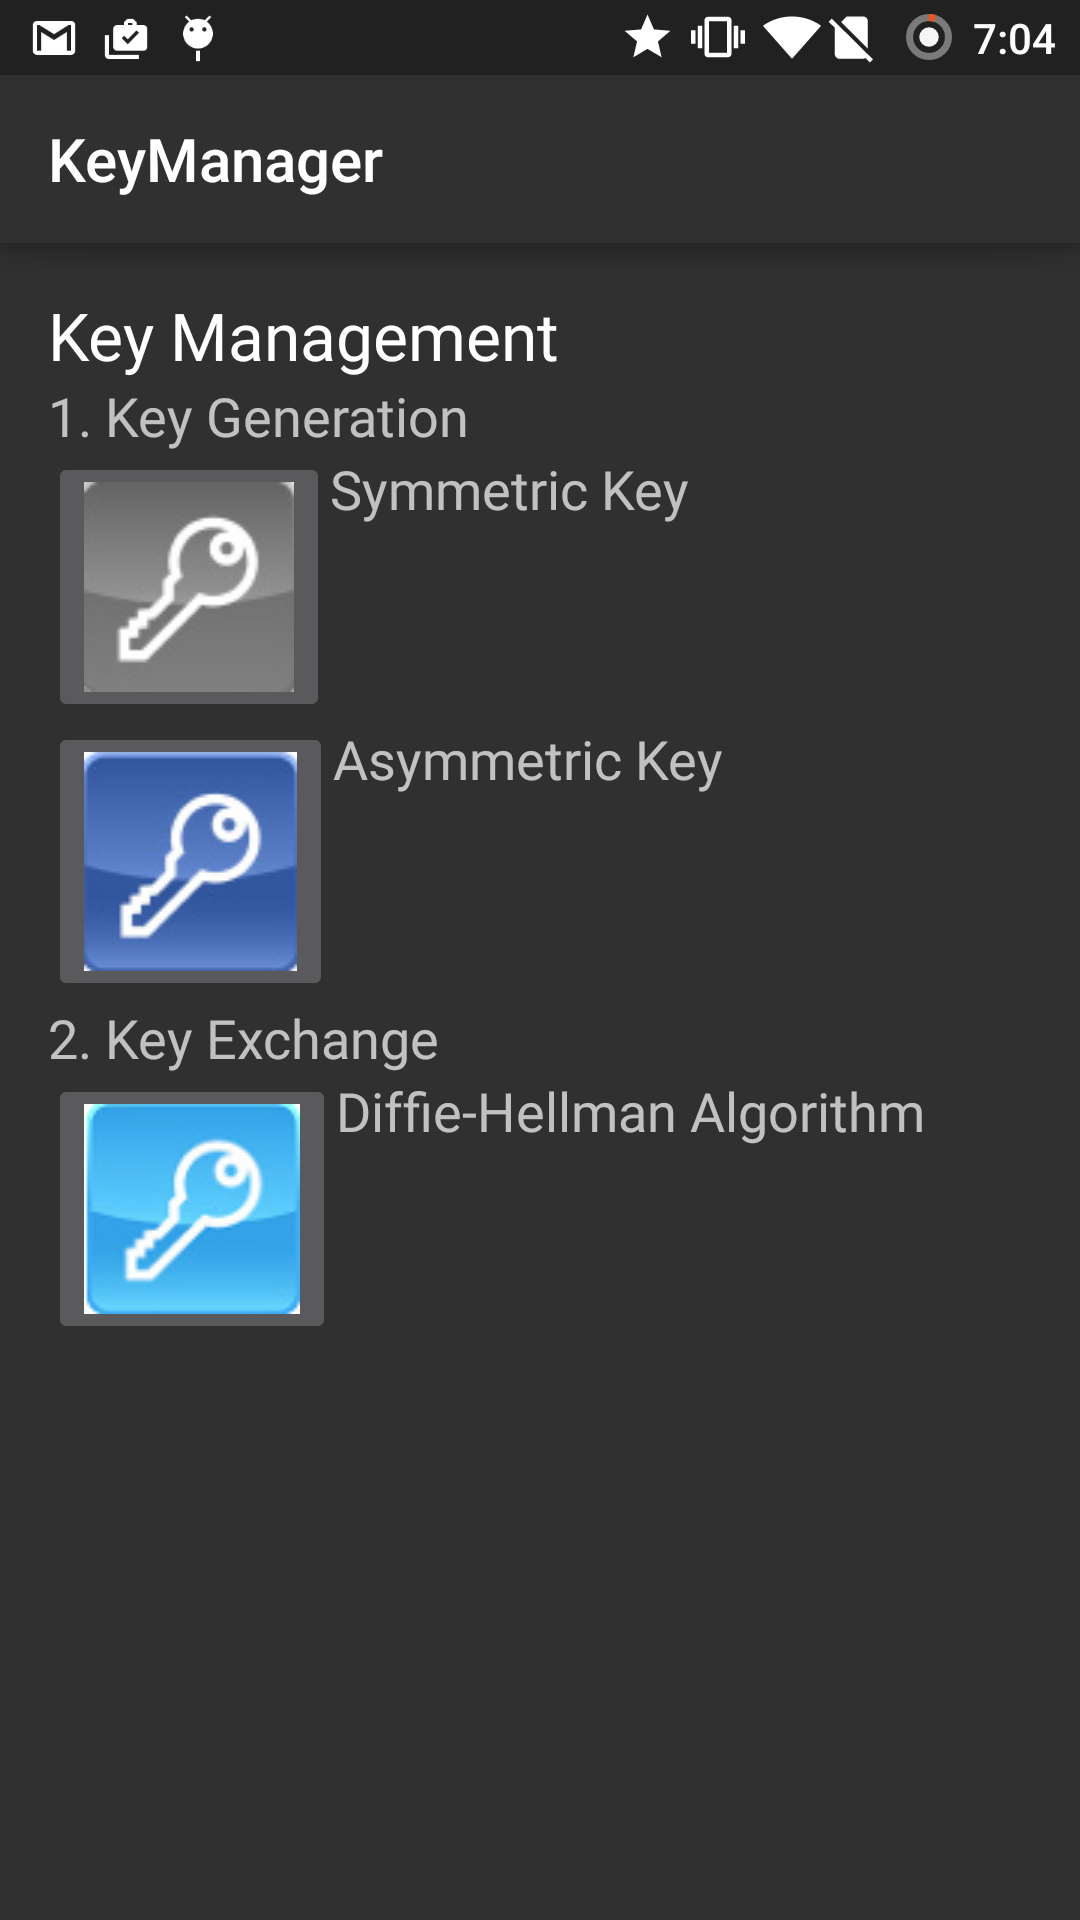 7:04
KeyManager
Key Management
1. Key Generation
Symmetric Key
Asymmetric Key
2. Key Exchange
Diffie-Hellman Algorithm